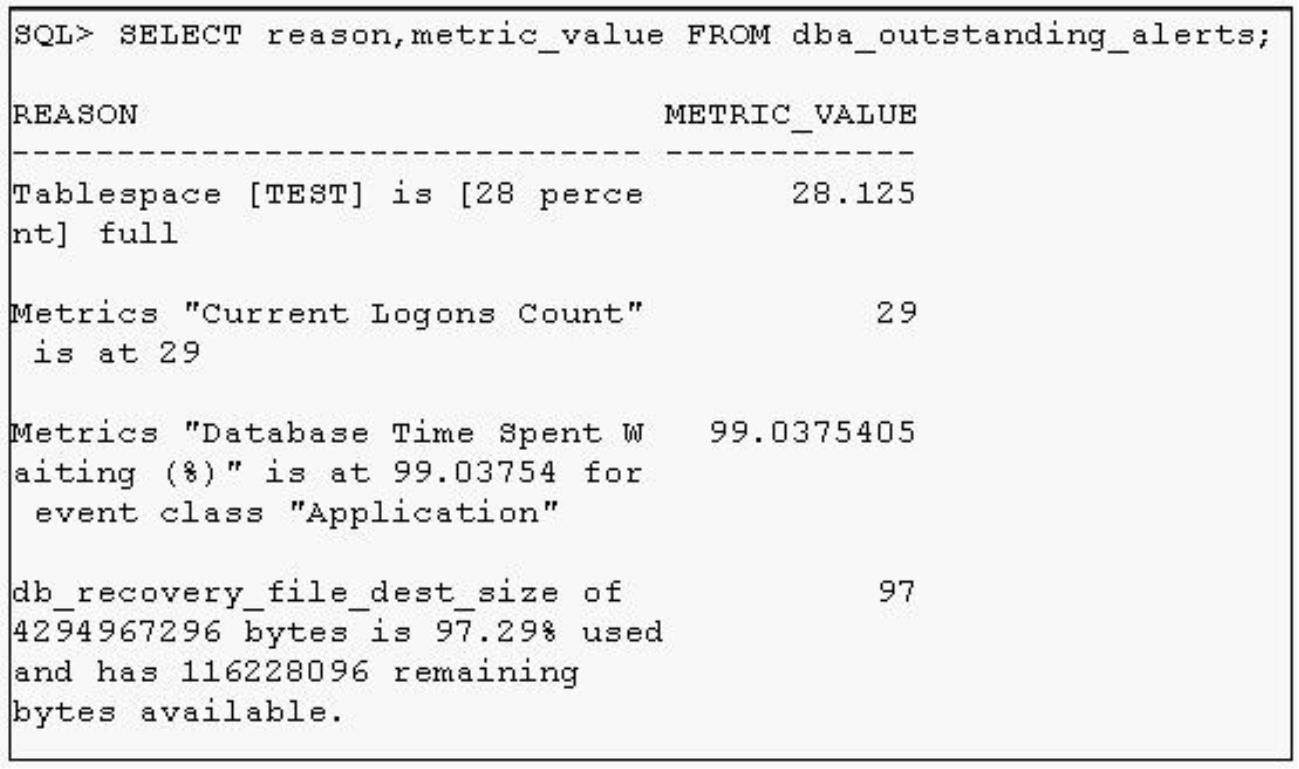 SQL> SELECT reason,metric_value FROM dba_outstanding_alerts;
REASON METRIC_VALUE
------------------------------ ------------
Tablespace [TEST] is [28 perce 28.125
nt] full
Metrics "Current Logons Count" 29
is at 29
Metrics "Database Time Spent W 99.0375405
aiting (%)" is at 99.03754 for
event class "Application"
db_recovery_file_dest_size of 97
4294967296 bytes is 97.29% used
and has 116228096 remaining
bytes available.